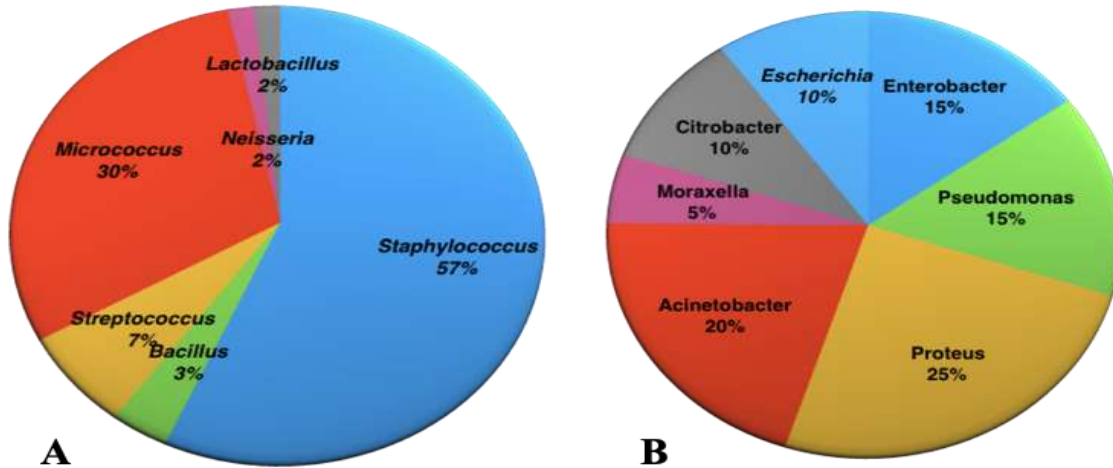 Lactobacillus
2%
Neisseria
2%
Micrococcus
30%
Staphylococcus
57%
Streptococcus
7%
Bacillus
3%
A
Escherichia
10%
Enterobacter
15%
Citrobacter
10%
Pseudomonas
15%
Moraxella
5%
Acinetobacter
20%
Proteus
25%
B